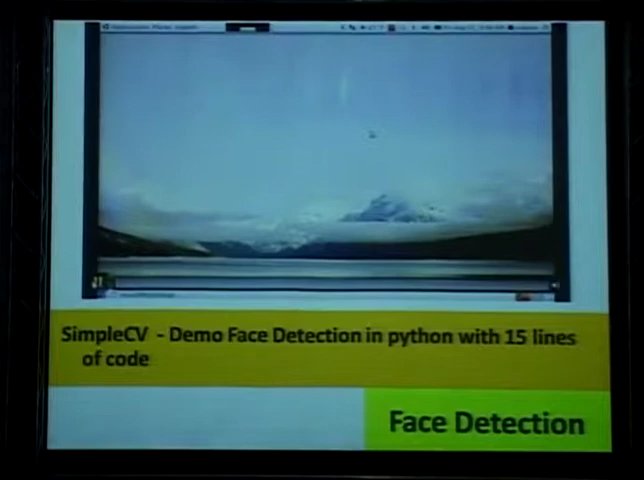 SimpleCV - Demo Face Detection in python with 15 lines
of code
Face Detection